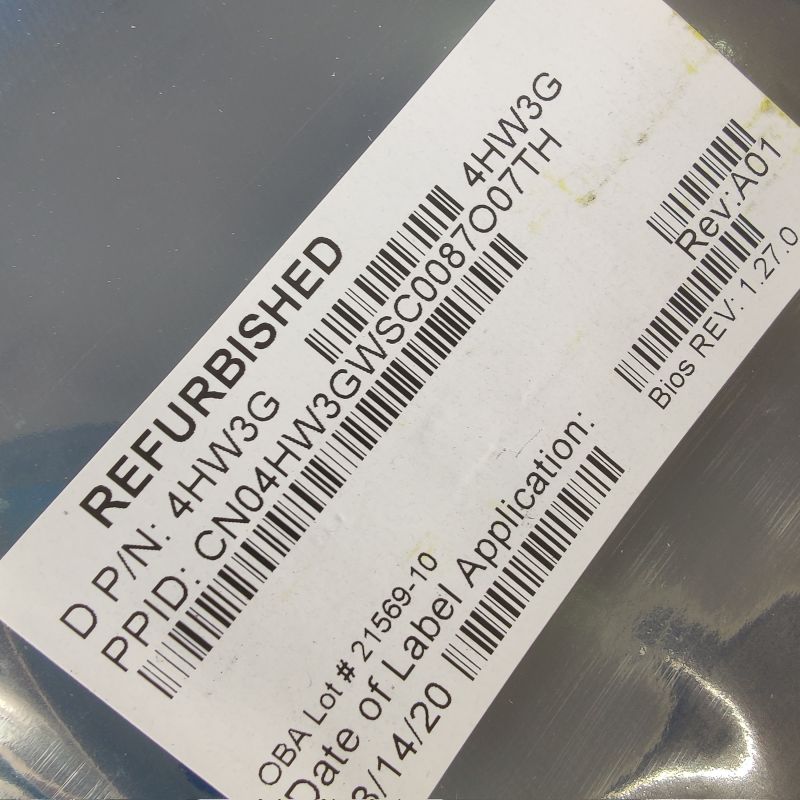 REFURBISHED
D P/N: 4HW3G
4HW3G
PPID: CN04HW3GWSC0087O07TH
Rev:A01
Bios REV: 1.27.0
OBA Lot # 21569-10
Date of Label Application:
3/14/20